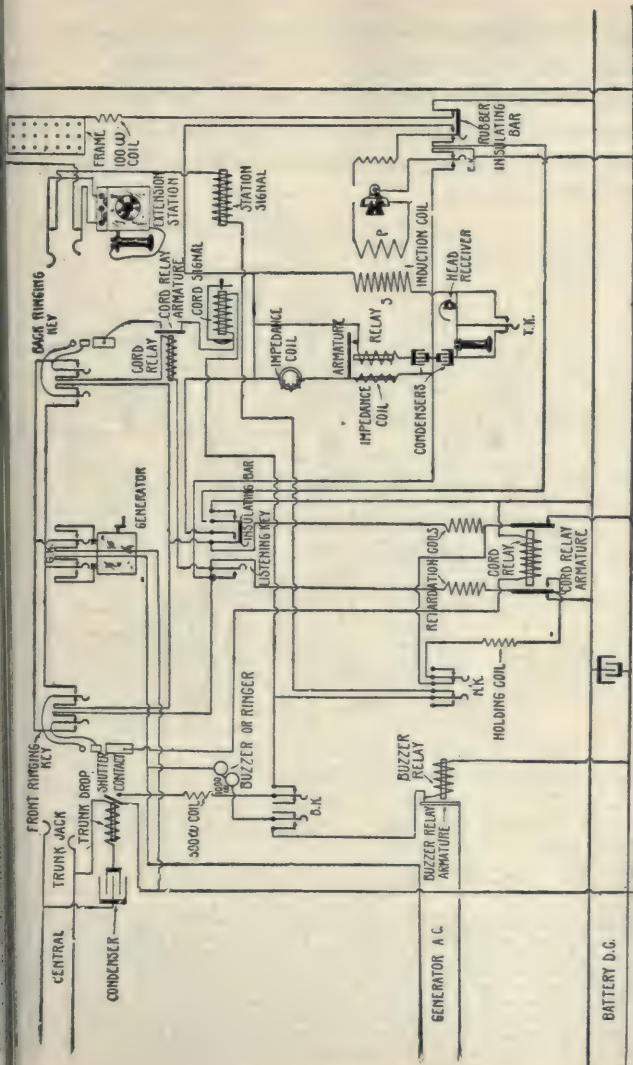 CENTRAL
TRUNK JACK
FRONT RINGING
KEY
G.K.
BACK RINGING
KEY
FRAME
100 ω
COIL
CONDENSER
TRUNK DROP
SHUTTER
CONTACT
GENERATOR
CORD
RELAY
CORD RELAY
ARMATURE
EXTENSION
STATION
500 ω COIL
BUZZER OR RINGER
INSULATING BAR
LISTENING KEY
CORD SIGNAL
STATION
SIGNAL
B.K.
IMPEDANCE
COIL
ARMATURE
RELAY
S
P
INDUCTION COIL
IMPEDANCE
COIL
CONDENSERS
HEAD
RECEIVER
BUZZER
RELAY
BUZZER RELAY
ARMATURE
H.K.
HOLDING COIL
RETARDATION COILS
CORD
RELAY
CORD RELAY
ARMATURE
T.K.
C.K.
RUBBER
INSULATING
BAR
GENERATOR A.C.
BATTERY D.C.